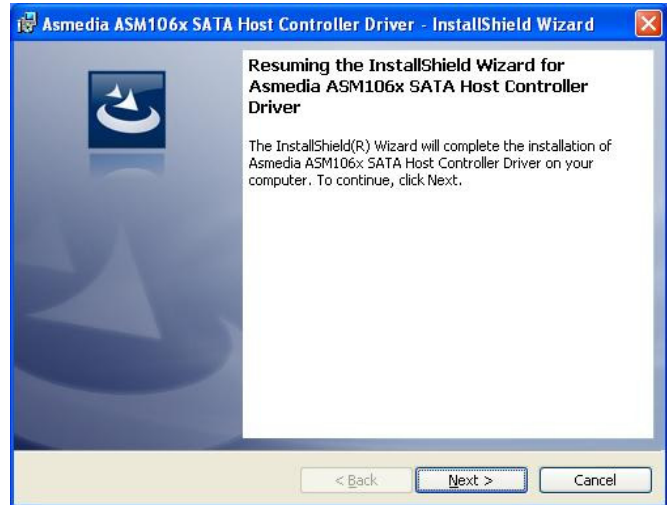 Asmedia ASM106x SATA Host Controller Driver - InstallShield Wizard
Resuming the InstallShield Wizard for
Asmedia ASM106x SATA Host Controller
Driver
The InstallShield(R) Wizard will complete the installation of
Asmedia ASM106x SATA Host Controller Driver on your
computer. To continue, click Next.
< Back Next > Cancel